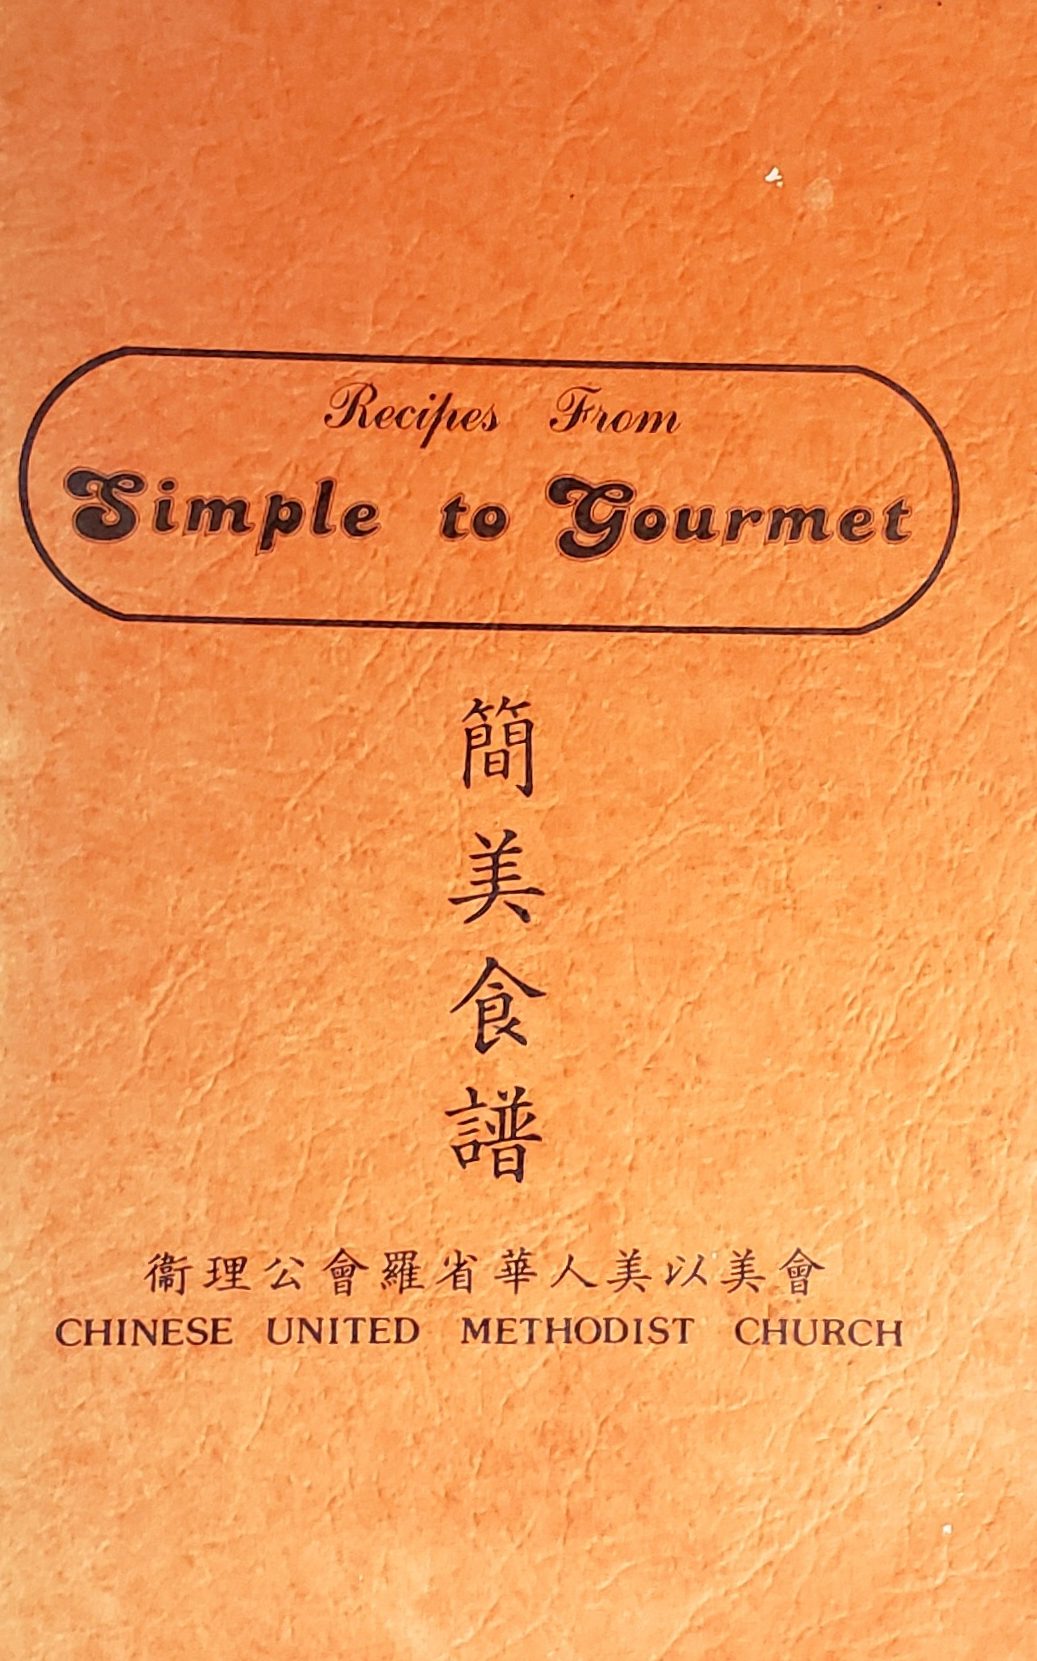 Recipes From
Simple to Gourmet
簡美食譜
衞理公會羅省華人美以美會
CHINESE UNITED METHODIST CHURCH